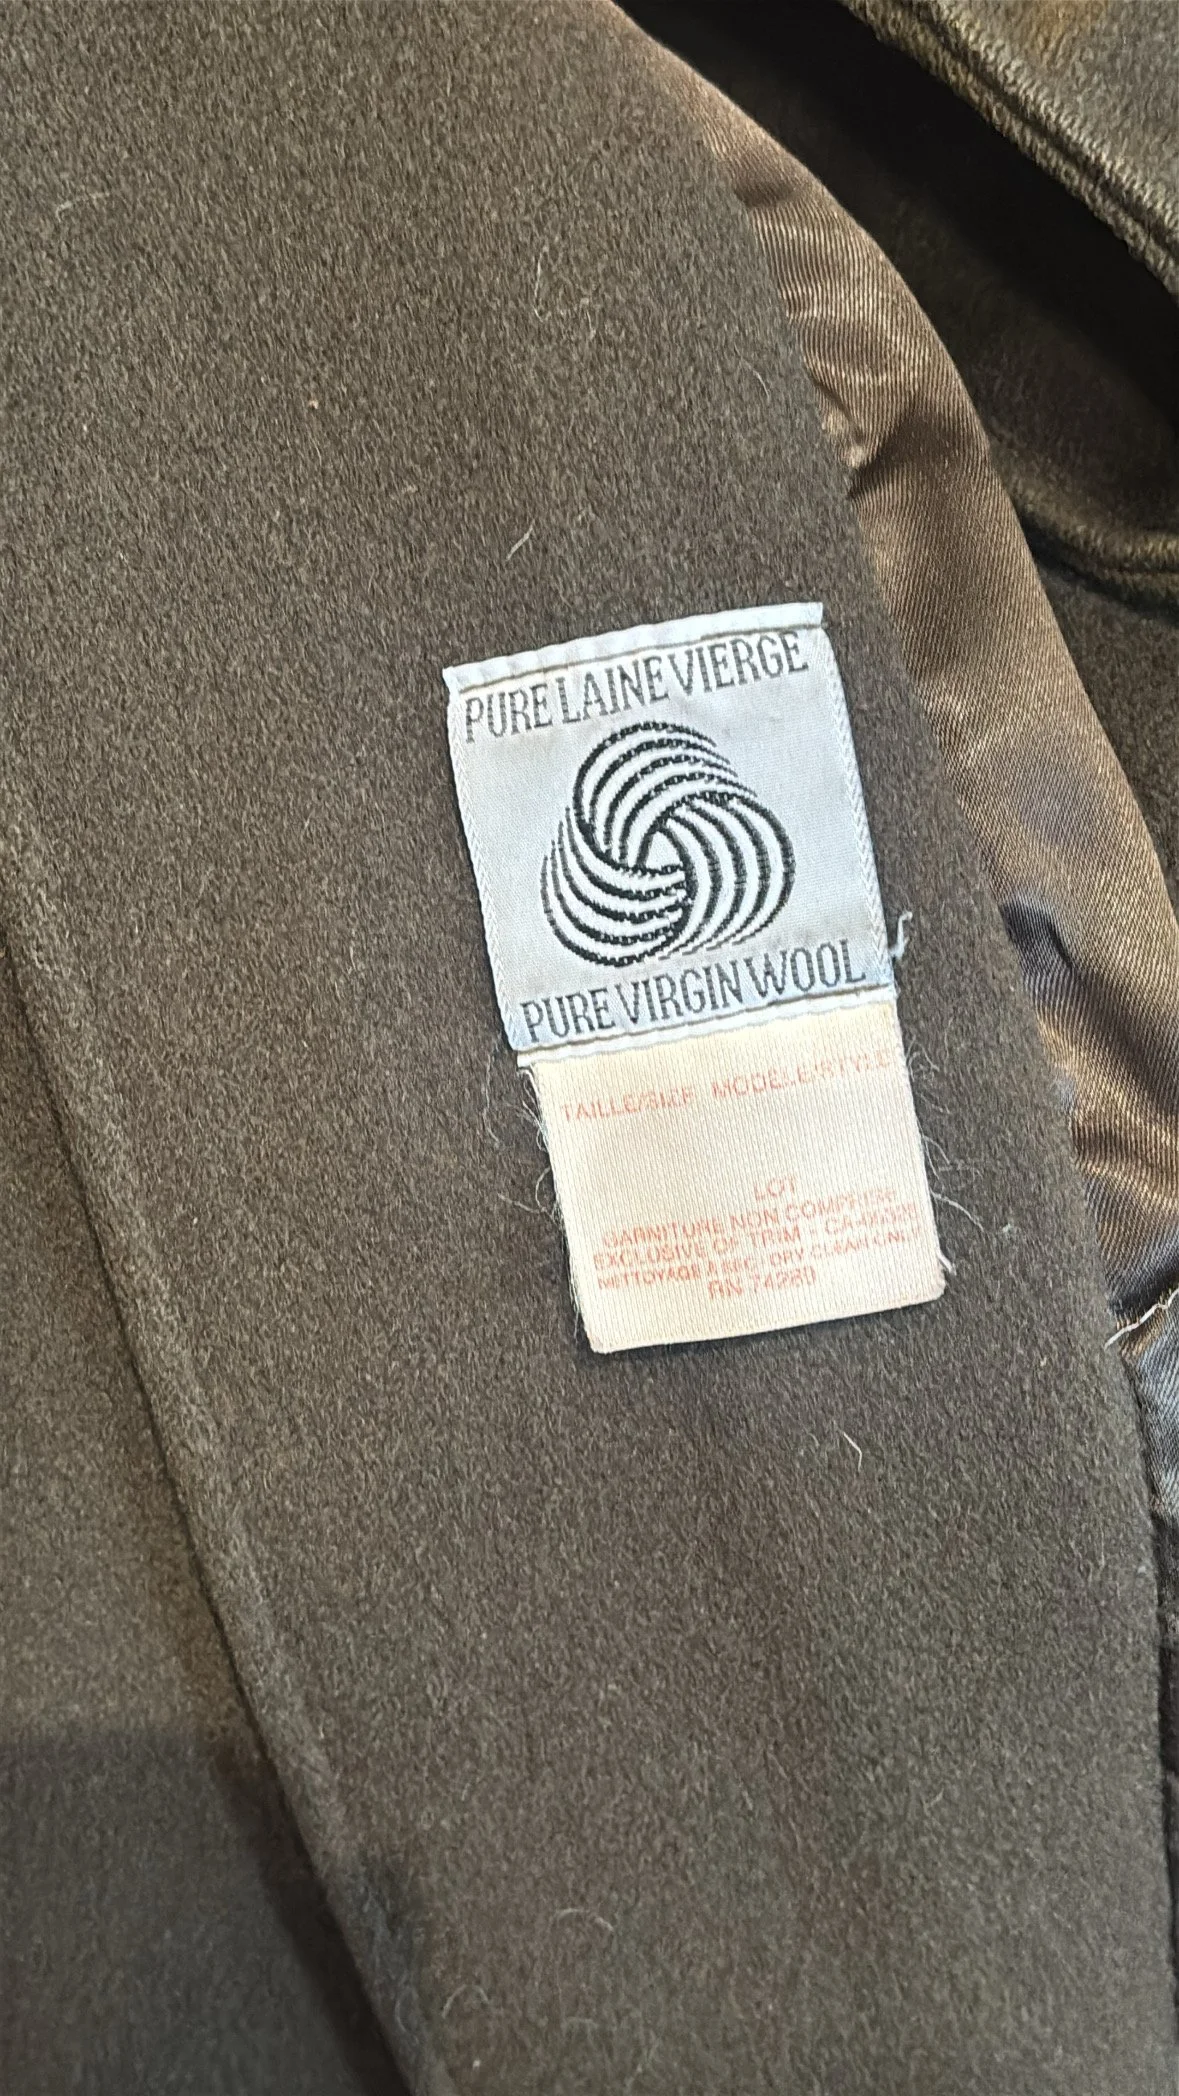 PURE LAINE VIERGE
PURE VIRGIN WOOL
TAILLE/SIZE MODELE/STYLE
LOT
GARNITURE NON COMPRISE
EXCLUSIVE OF TRIM
NETTOYAGE À SEC / DRY CLEAN ONLY
RN 74289